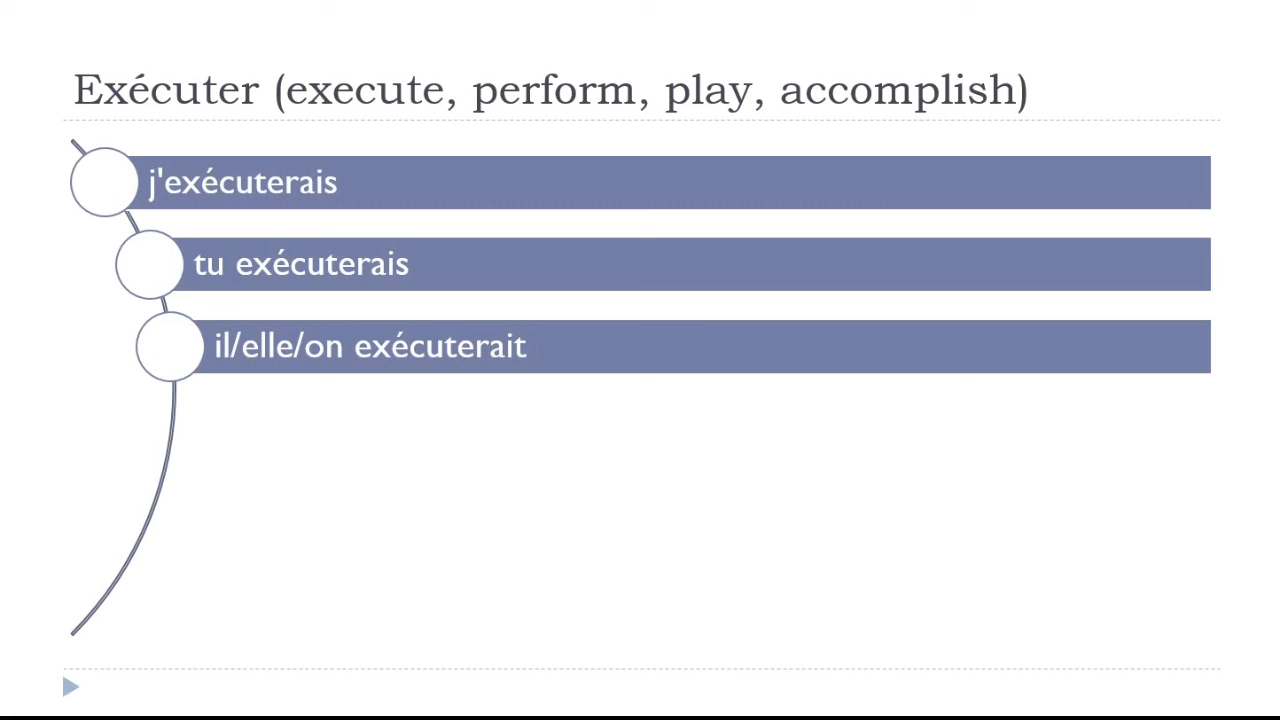 Exécuter (execute, perform, play, accomplish)
j'exécuterais
tu exécuterais
il/elle/on exécuterait